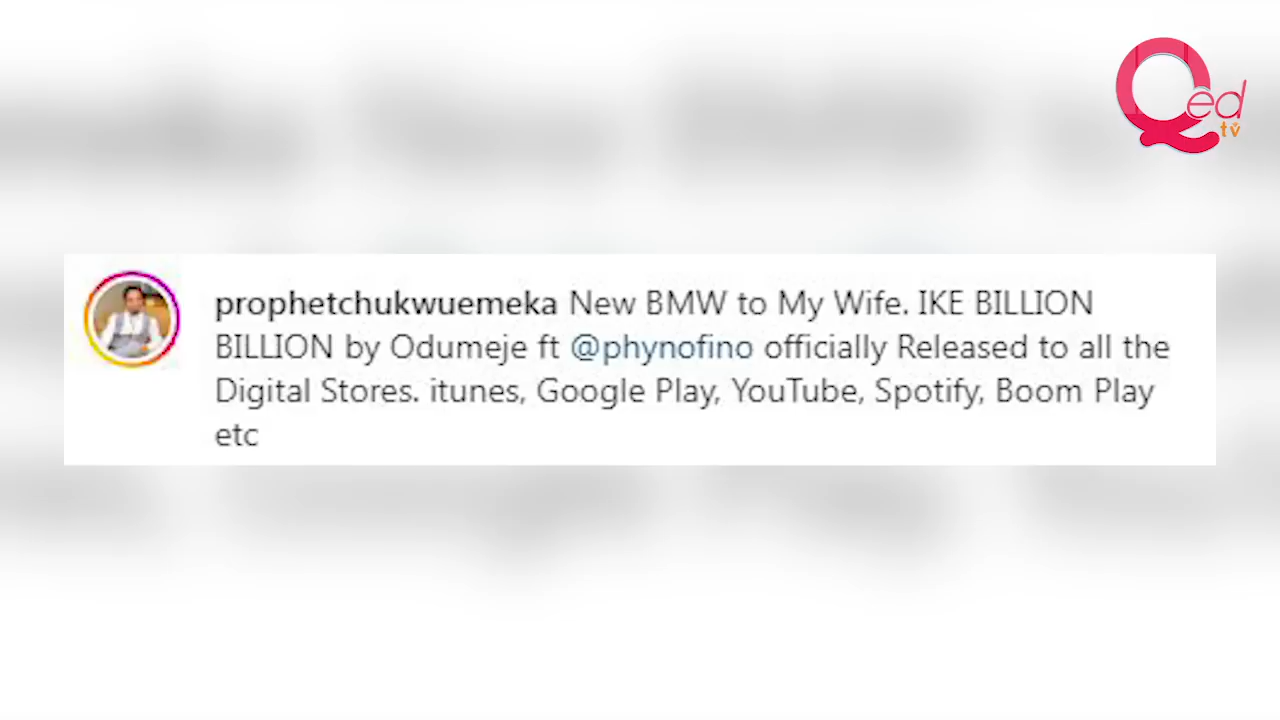 Qed
tv
prophetchukwuemeka New BMW to My Wife. IKE BILLION
BILLION by Odumeje ft @phynofino officially Released to all the
Digital Stores. itunes, Google Play, YouTube, Spotify, Boom Play
etc